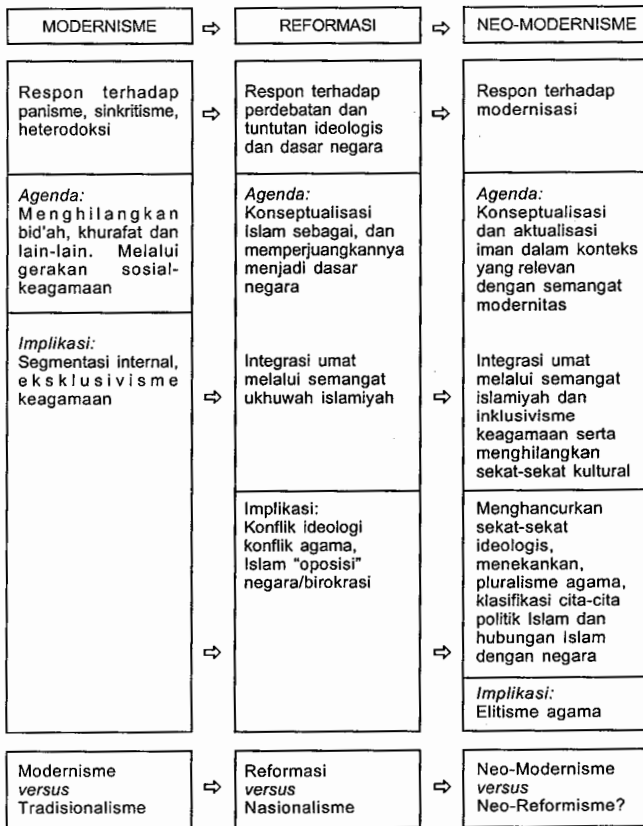 MODERNISME ⇨ REFORMASI ⇨ NEO-MODERNISME
Respon terhadap
panisme, sinkritisme,
heterodoksi
⇨
Respon terhadap
perdebatan dan
tuntutan ideologis
dan dasar negara
⇨
Respon terhadap
modernisasi
Agenda:
Menghilangkan
bid'ah, khurafat dan
lain-lain. Melalui
gerakan sosial-
keagamaan
Agenda:
Konseptualisasi
Islam sebagai, dan
memperjuangkannya
menjadi dasar
negara
Agenda:
Konseptualisasi
dan aktualisasi
iman dalam konteks
yang relevan
dengan semangat
modernitas
Implikasi:
Segmentasi internal,
eksklusivisme
keagamaan
⇨
Integrasi umat
melalui semangat
ukhuwah islamiyah
⇨
Integrasi umat
melalui semangat
islamiyah dan
inklusivisme
keagamaan serta
menghilangkan
sekat-sekat kultural
⇨
Implikasi:
Konflik ideologi
konflik agama,
Islam “oposisi”
negara/birokrasi
⇨
Menghancurkan
sekat-sekat
ideologis,
menekankan,
pluralisme agama,
klasifikasi cita-cita
politik Islam dan
hubungan Islam
dengan negara
Implikasi:
Elitisme agama
Modernisme
versus
Tradisionalisme
⇨
Reformasi
versus
Nasionalisme
⇨
Neo-Modernisme
versus
Neo-Reformisme?